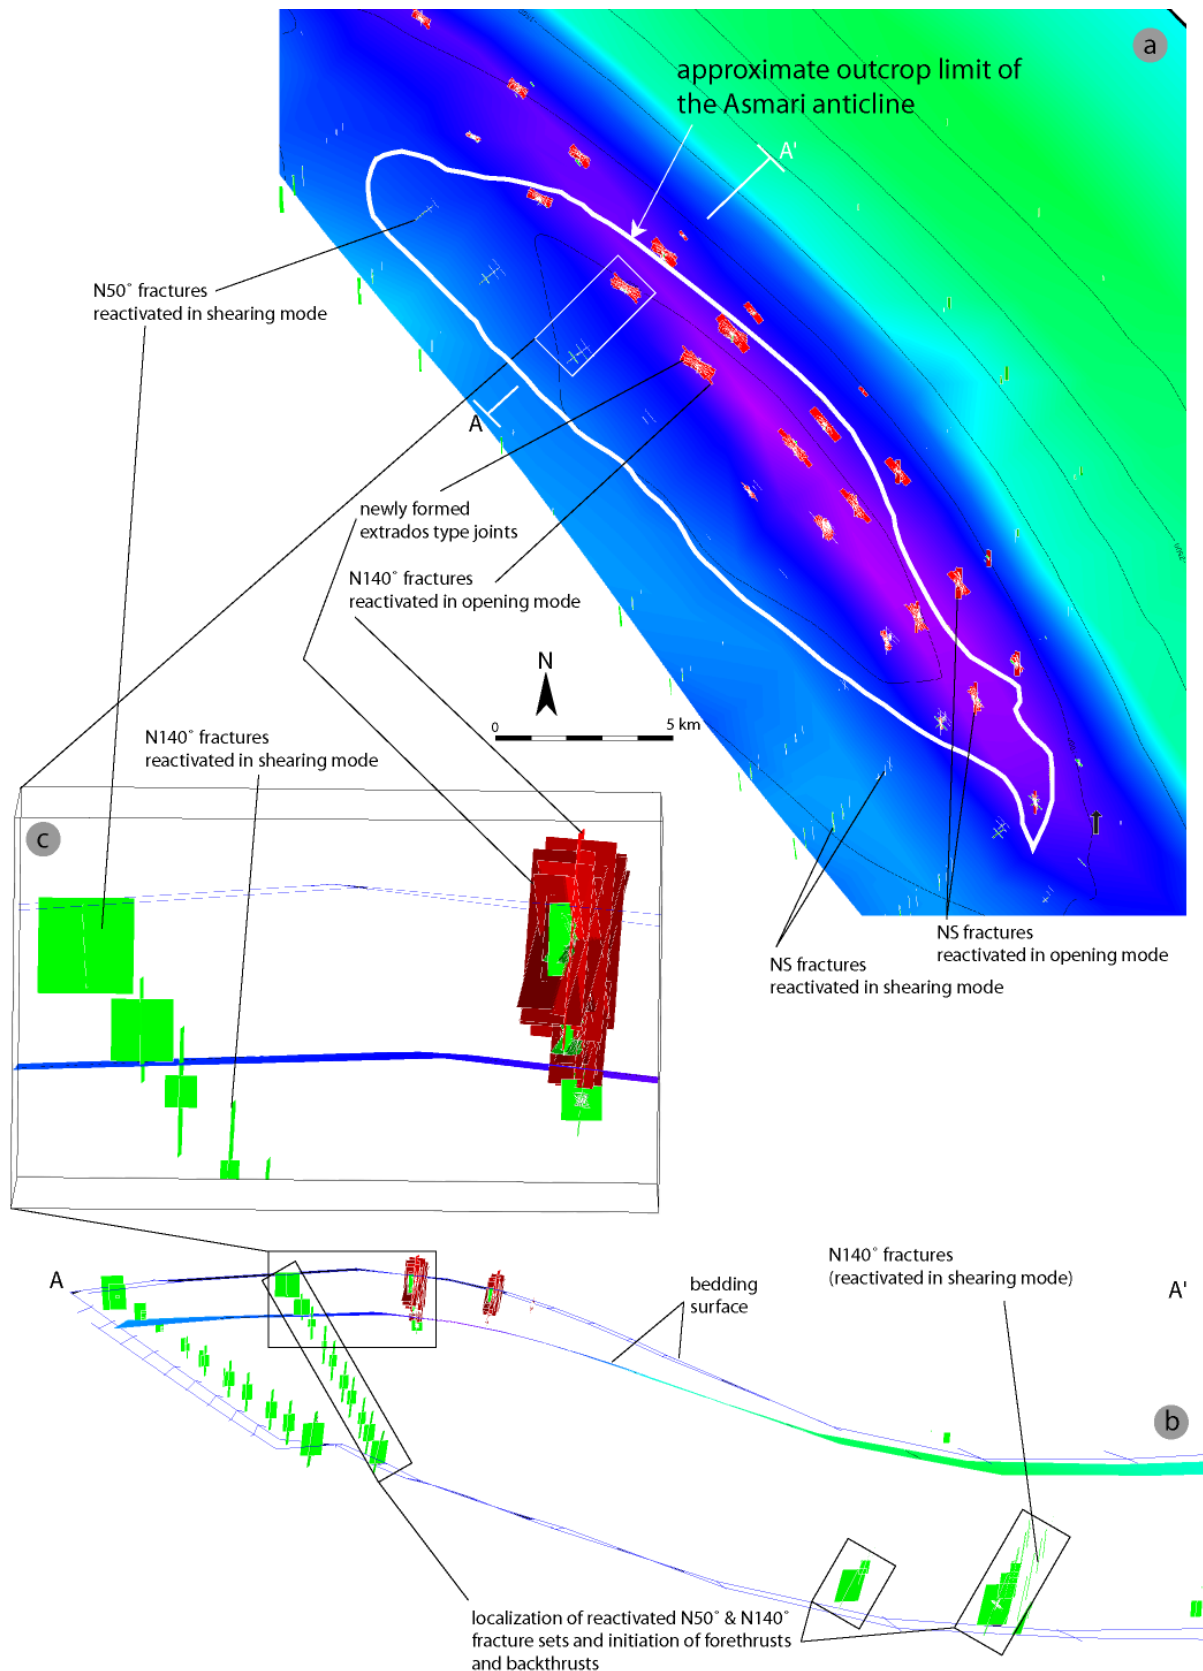 a
approximate outcrop limit of
the Asmari anticline
A'
N50° fractures
reactivated in shearing mode
A
newly formed
extrados type joints
N140° fractures
reactivated in opening mode
N
0 5 km
N140° fractures
reactivated in shearing mode
NS fractures
reactivated in opening mode
NS fractures
reactivated in shearing mode
c
N140° fractures
(reactivated in shearing mode)
A
bedding
surface
A'
b
localization of reactivated N50° & N140°
fracture sets and initiation of forethrusts
and backthrusts